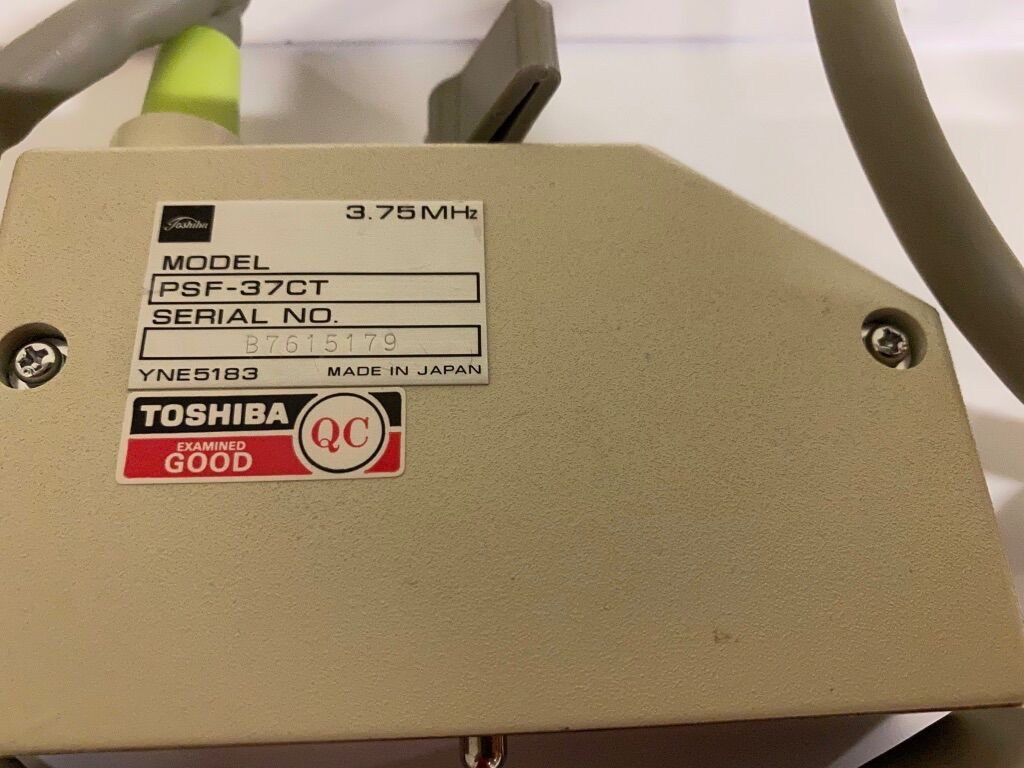 Toshiba
3.75MHz
MODEL
PSF-37CT
SERIAL NO.
B7615179
YNE5183 MADE IN JAPAN
TOSHIBA
EXAMINED
GOOD
QC